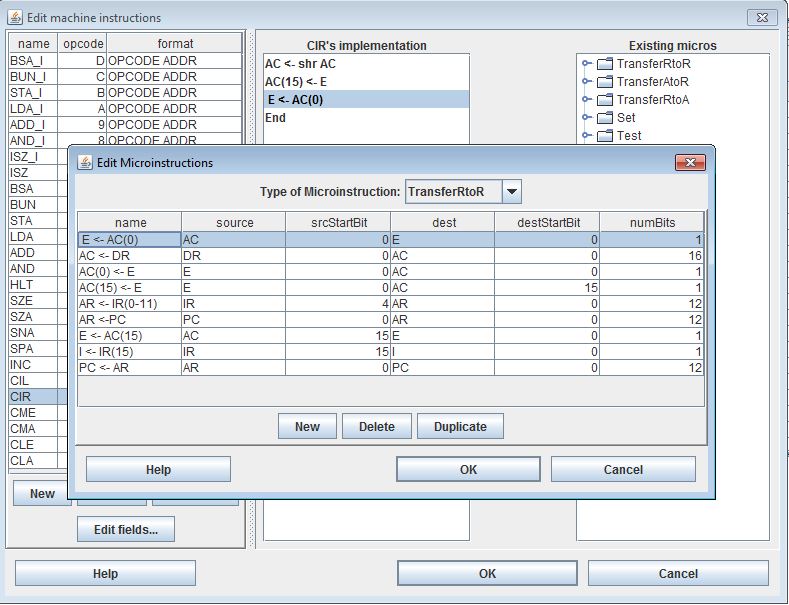 Edit machine instructions
name opcode format
BSA_I D OPCODE ADDR
BUN_I C OPCODE ADDR
STA_I B OPCODE ADDR
LDA_I A OPCODE ADDR
ADD_I 9 OPCODE ADDR
AND_I 8 OPCODE ADDR
ISZ_I
ISZ
BSA
BUN
STA
LDA
ADD
AND
HLT
SZE
SZA
SNA
SPA
INC
CIL
CIR
CME
CMA
CLE
CLA
New
Edit fields...
CIR's implementation
AC <- shr AC
AC(15) <- E
E <- AC(0)
End
Existing micros
TransferRtoR
TransferAtoR
TransferRtoA
Set
Test
Edit Microinstructions
Type of Microinstruction: TransferRtoR
name source srcStartBit dest destStartBit numBits
E <- AC(0) AC 0 E 0 1
AC <- DR DR 0 AC 0 16
AC(0) <- E E 0 AC 0 1
AC(15) <- E E 0 AC 15 1
AR <- IR(0-11) IR 4 AR 0 12
AR <-PC PC 0 AR 0 12
E <- AC(15) AC 15 E 0 1
I <- IR(15) IR 15 I 0 1
PC <- AR AR 0 PC 0 12
New Delete Duplicate
Help OK Cancel
Help OK Cancel